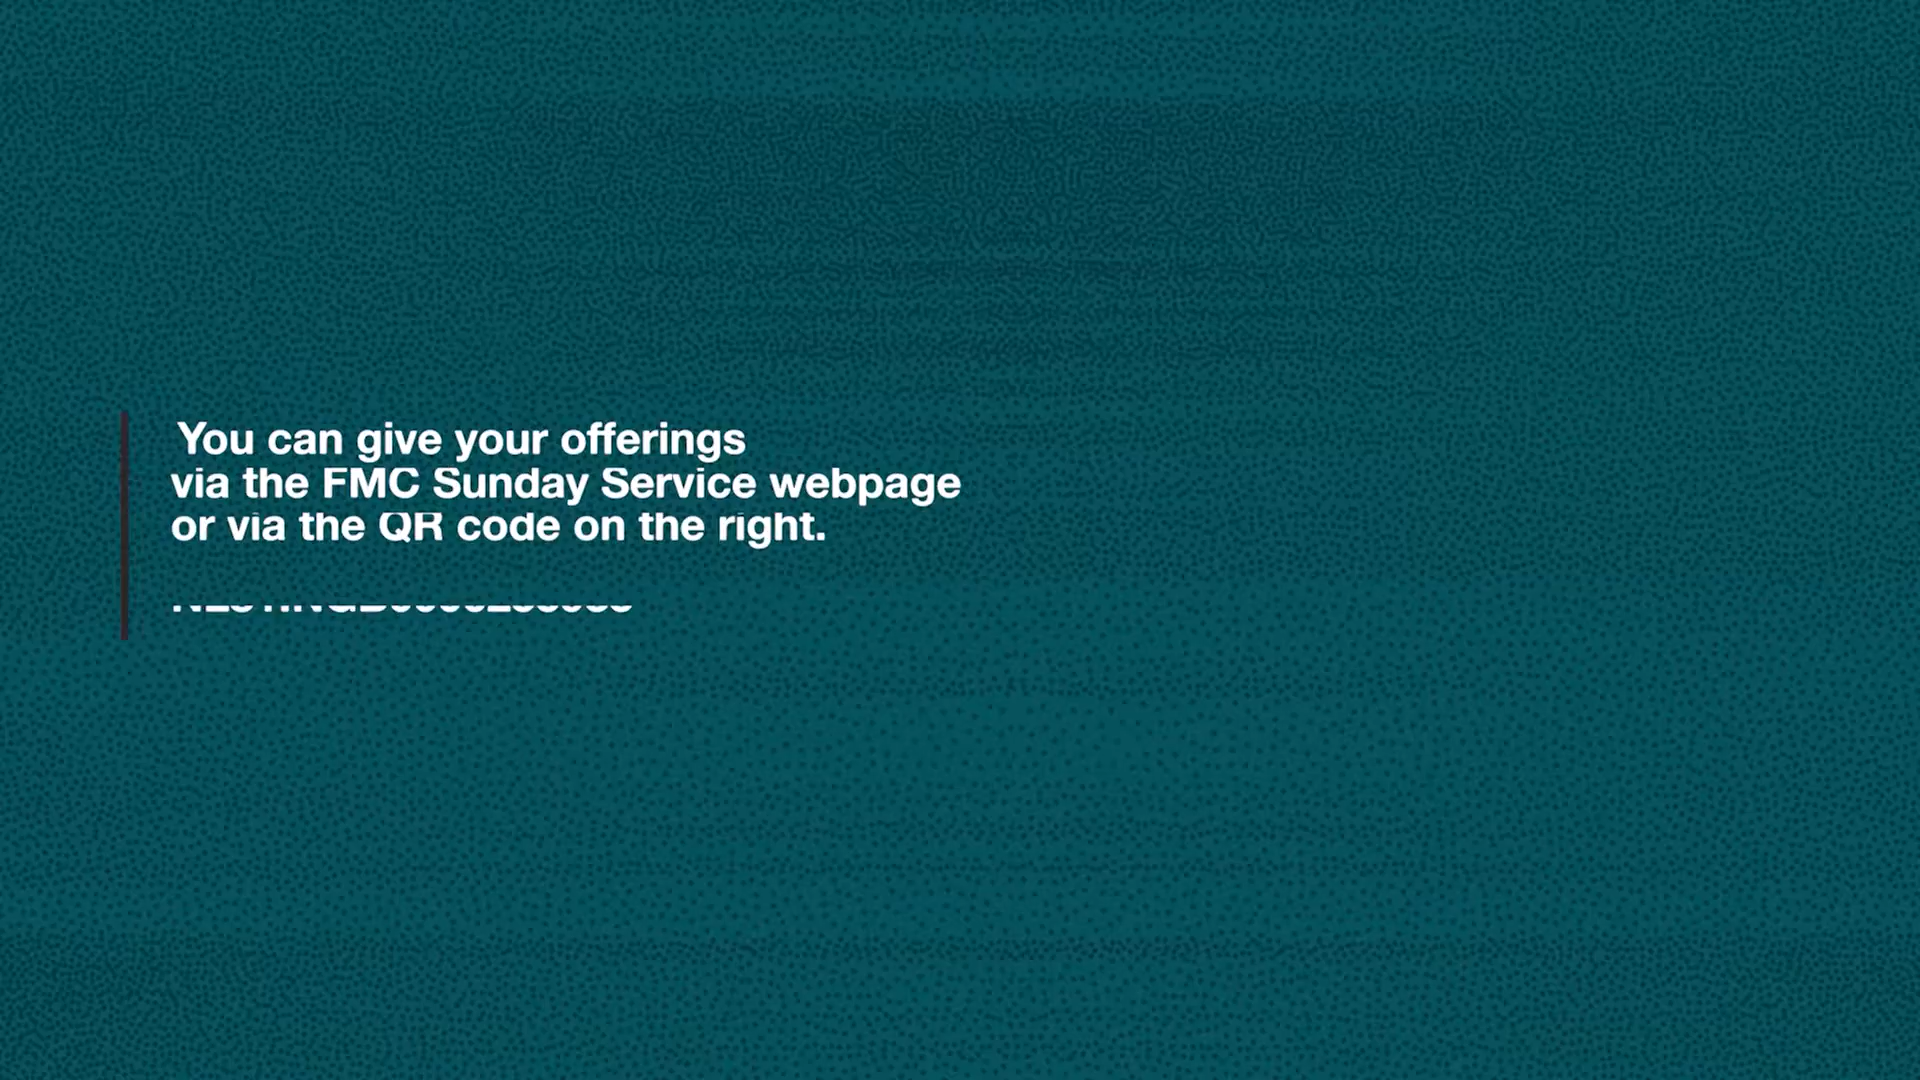 You can give your offerings
via the FMC Sunday Service webpage
or via the QR code on the right.